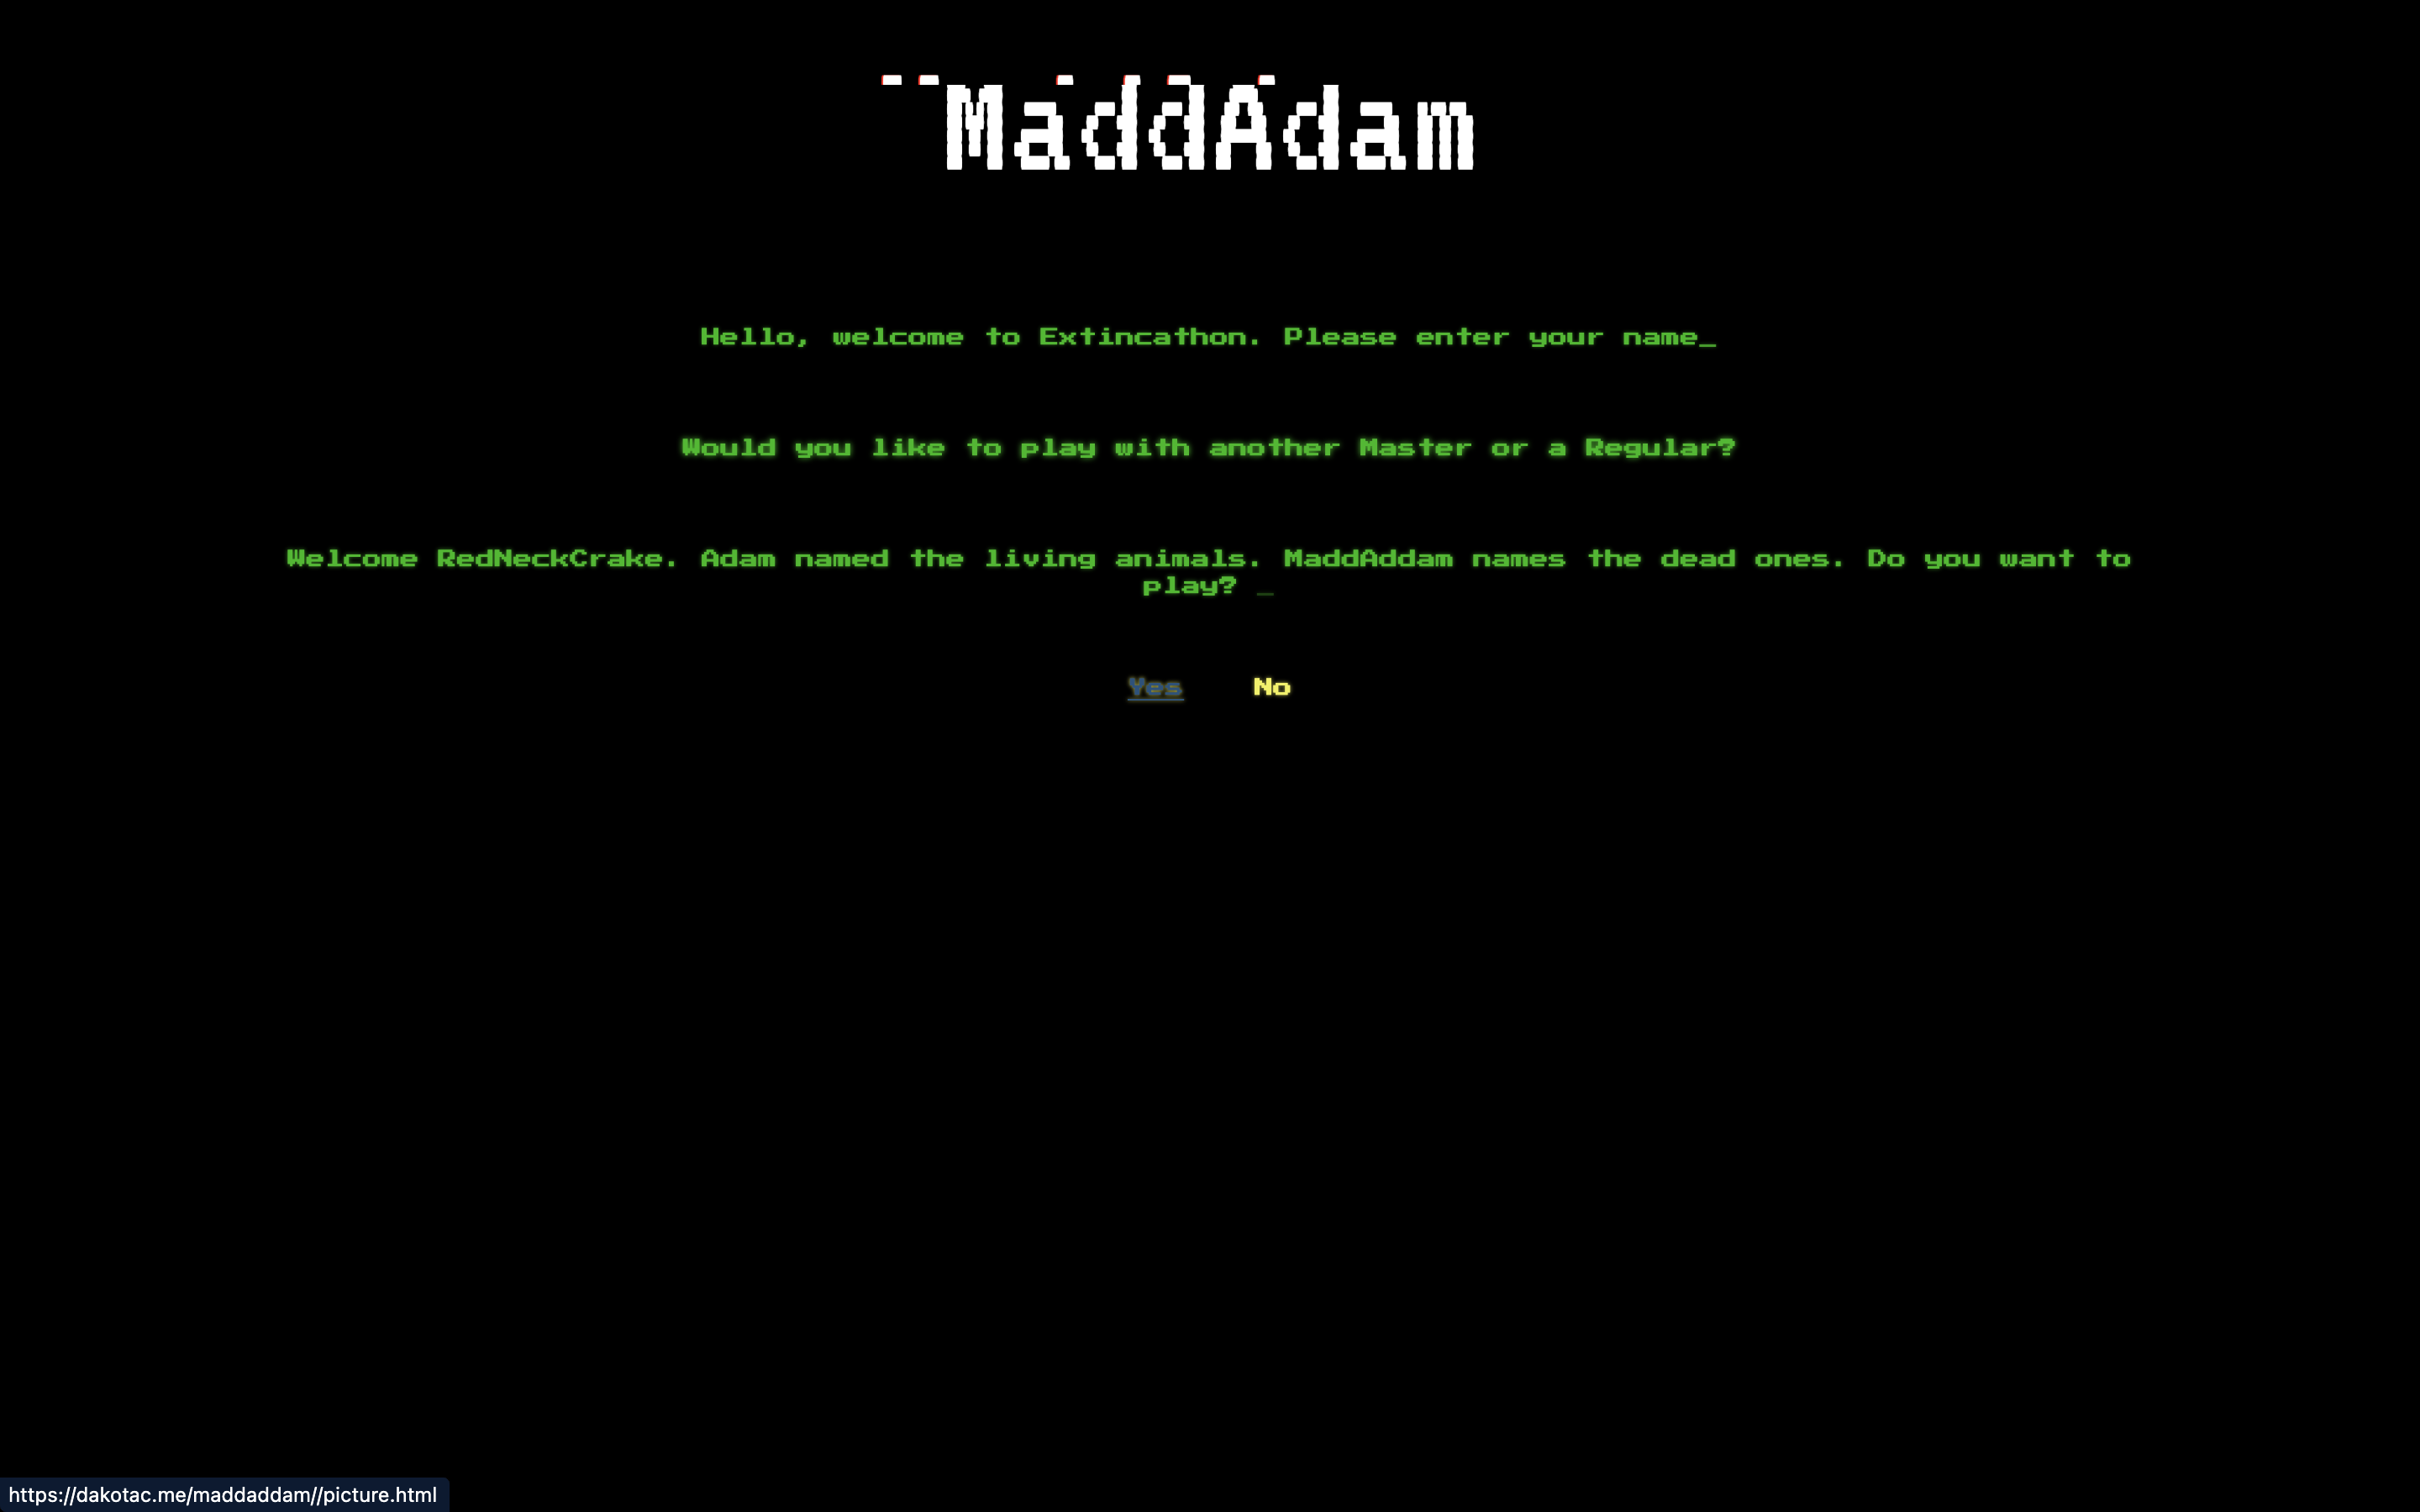 MaddAdam
Hello, welcome to Extincathon. Please enter your name_
Would you like to play with another Master or a Regular?
Welcome RedNeckCrake. Adam named the living animals. MaddAddam names the dead ones. Do you want to
play? _
Yes No
https://dakotac.me/maddaddam//picture.html